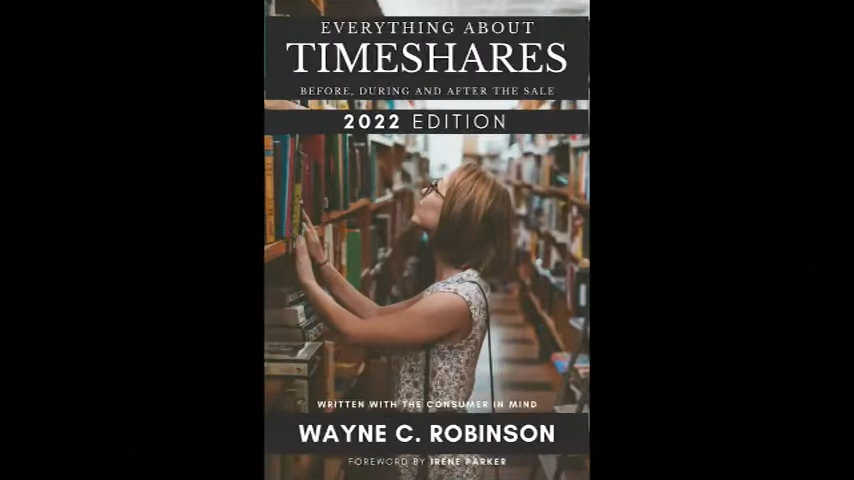 EVERYTHING ABOUT
TIMESHARES
BEFORE, DURING AND AFTER THE SALE
2022 EDITION
WRITTEN WITH THE CONSUMER IN MIND
WAYNE C. ROBINSON
FOREWORD BY IRENE PARKER